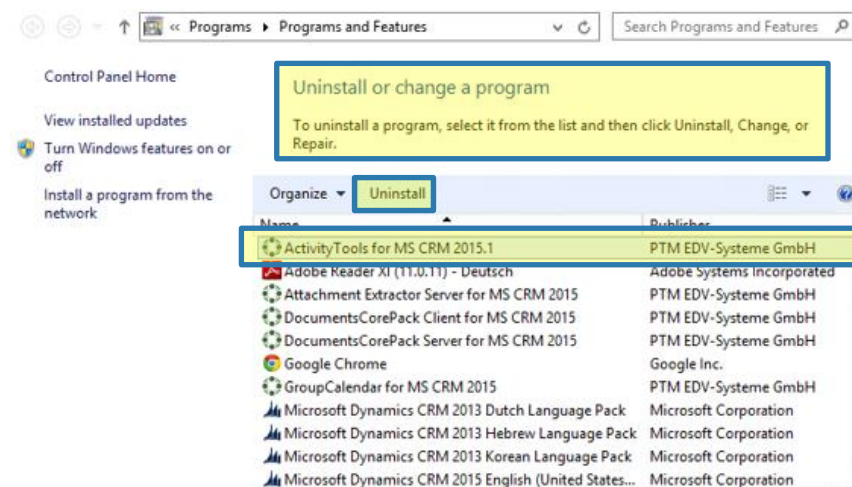 « Programs ▸ Programs and Features
Search Programs and Features
Control Panel Home
View installed updates
Turn Windows features on or
off
Install a program from the
network
Uninstall or change a program
To uninstall a program, select it from the list and then click Uninstall, Change, or
Repair.
Organize Uninstall
Name Publisher
ActivityTools for MS CRM 2015.1 PTM EDV-Systeme GmbH
Adobe Reader XI (11.0.11) - Deutsch Adobe Systems Incorporated
Attachment Extractor Server for MS CRM 2015 PTM EDV-Systeme GmbH
DocumentsCorePack Client for MS CRM 2015 PTM EDV-Systeme GmbH
DocumentsCorePack Server for MS CRM 2015 PTM EDV-Systeme GmbH
Google Chrome Google Inc.
GroupCalendar for MS CRM 2015 PTM EDV-Systeme GmbH
Microsoft Dynamics CRM 2013 Dutch Language Pack Microsoft Corporation
Microsoft Dynamics CRM 2013 Hebrew Language Pack Microsoft Corporation
Microsoft Dynamics CRM 2013 Korean Language Pack Microsoft Corporation
Microsoft Dynamics CRM 2015 English (United States... Microsoft Corporation